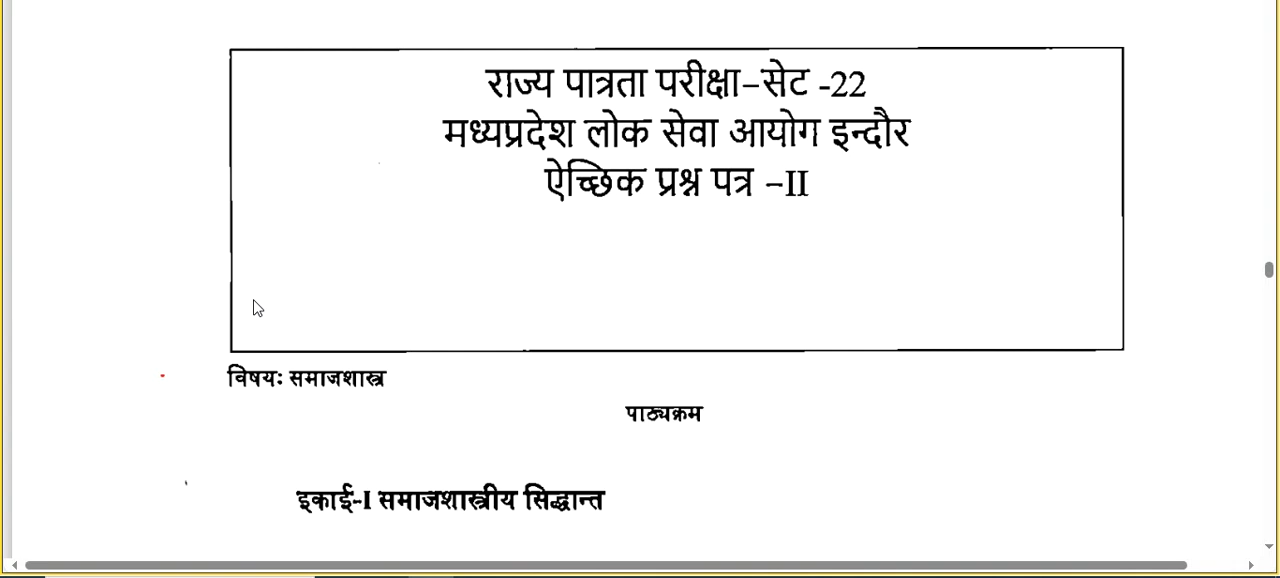 राज्य पात्रता परीक्षा–सेट -22
मध्यप्रदेश लोक सेवा आयोग इन्दौर
ऐच्छिक प्रश्न पत्र –II
विषयः समाजशास्त्र
पाठ्यक्रम
इकाई-I समाजशास्त्रीय सिद्धान्त